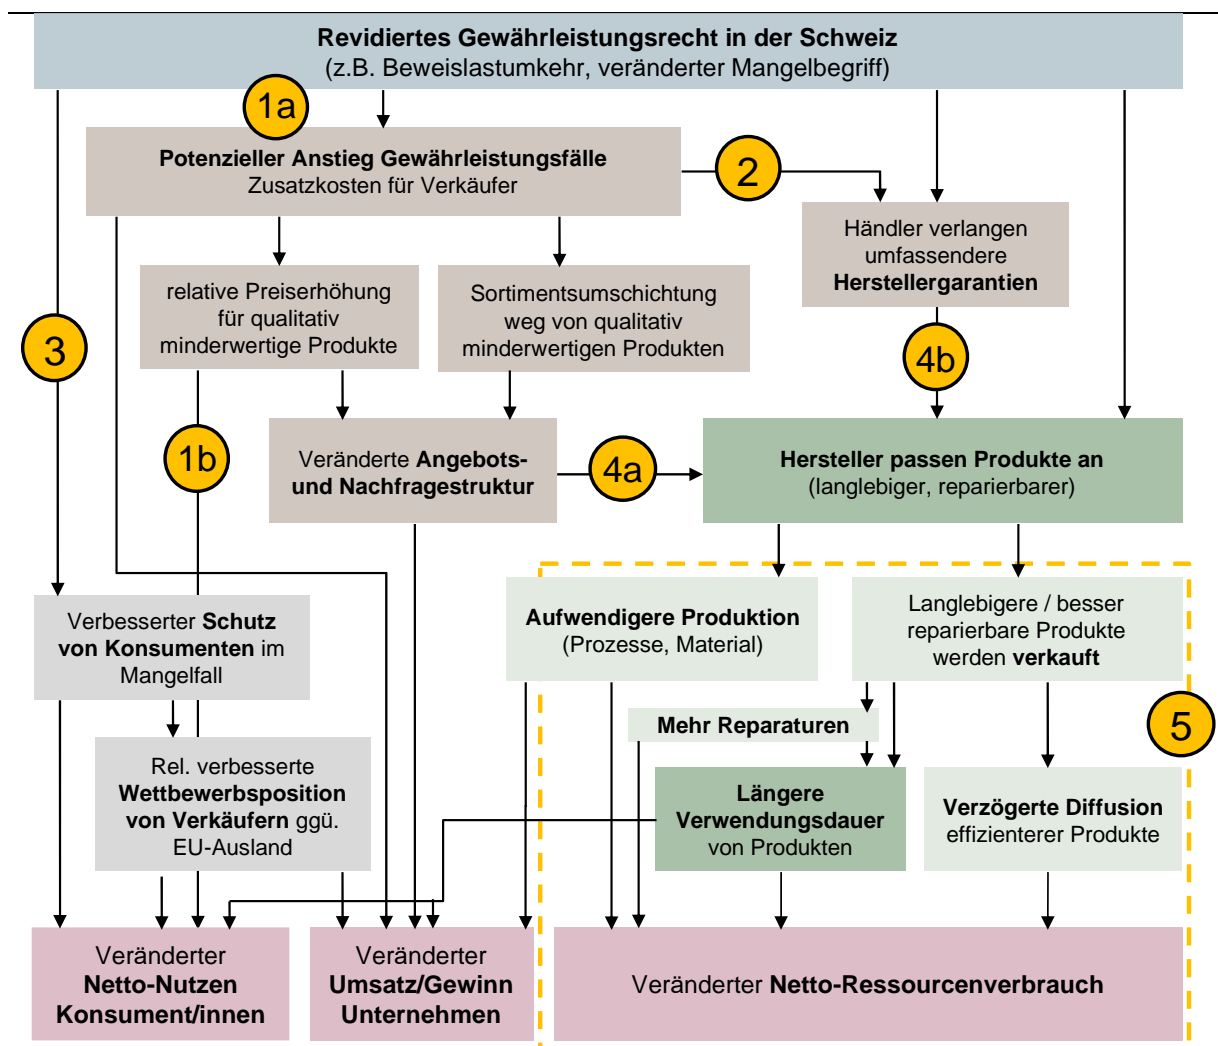 Revidiertes Gewährleistungsrecht in der Schweiz
(z.B. Beweislastumkehr, veränderter Mangelbegriff)
1a
Potenzieller Anstieg Gewährleistungsfälle
Zusatzkosten für Verkäufer
2
Händler verlangen
umfassendere
Herstellergarantien
relative Preiserhöhung
für qualitativ
minderwertige Produkte
Sortimentsumschichtung
weg von qualitativ
minderwertigen Produkten
3
4b
1b
Veränderte Angebots-
und Nachfragestruktur
4a
Hersteller passen Produkte an
(langlebiger, reparierbarer)
Verbesserter Schutz
von Konsumenten im
Mangelfall
Aufwendigere Produktion
(Prozesse, Material)
Langlebigere / besser
reparierbare Produkte
werden verkauft
5
Mehr Reparaturen
Rel. verbesserte
Wettbewerbsposition
von Verkäufern ggü.
EU-Ausland
Längere
Verwendungsdauer
von Produkten
Verzögerte Diffusion
effizienterer Produkte
Veränderter
Netto-Nutzen
Konsument/innen
Veränderter
Umsatz/Gewinn
Unternehmen
Veränderter Netto-Ressourcenverbrauch